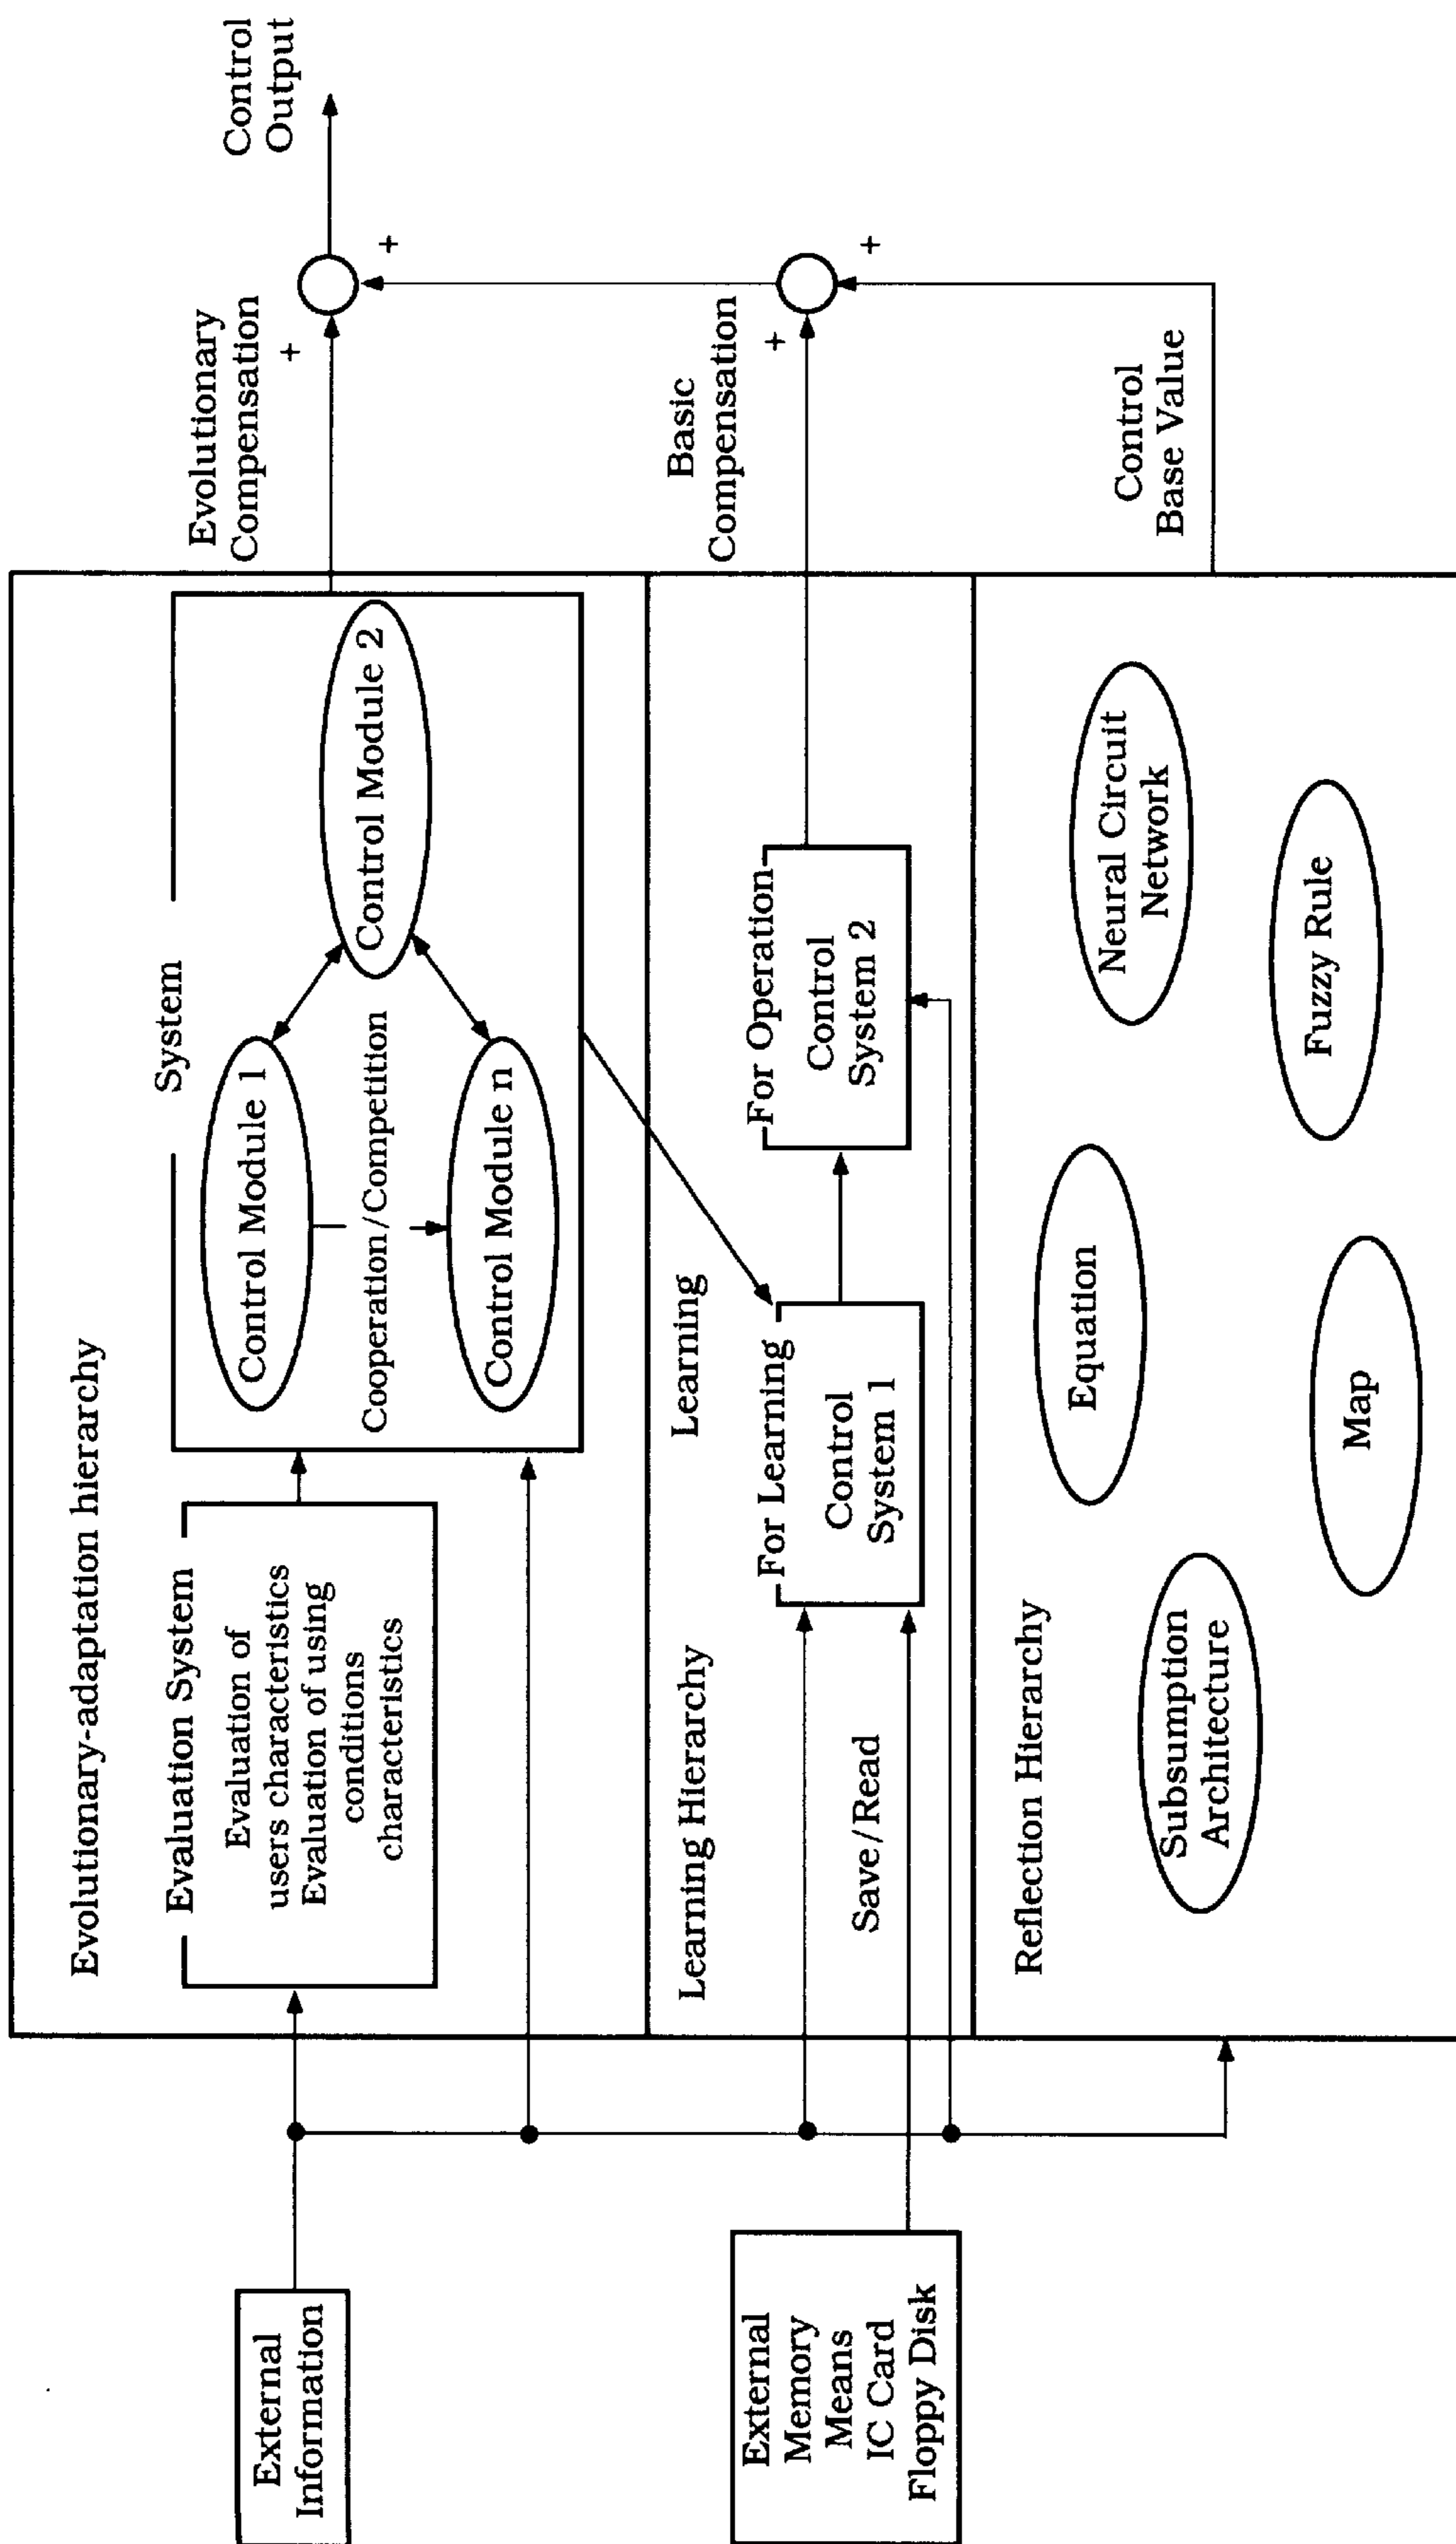 External
Information
External
Memory
Means
IC Card
Floppy Disk
Evolutionary-adaptation hierarchy
Evaluation System
Evaluation of
users characteristics
Evaluation of using
conditions
characteristics
System
Control Module 1
Cooperation/Competition
Control Module n
Control Module 2
Learning Hierarchy
Save/Read
Learning
For Learning
Control
System 1
For Operation
Control
System 2
Reflection Hierarchy
Subsumption
Architecture
Equation
Map
Neural Circuit
Network
Fuzzy Rule
Evolutionary
Compensation
+
+
Basic
Compensation
+
+
Control
Base Value
Control
Output